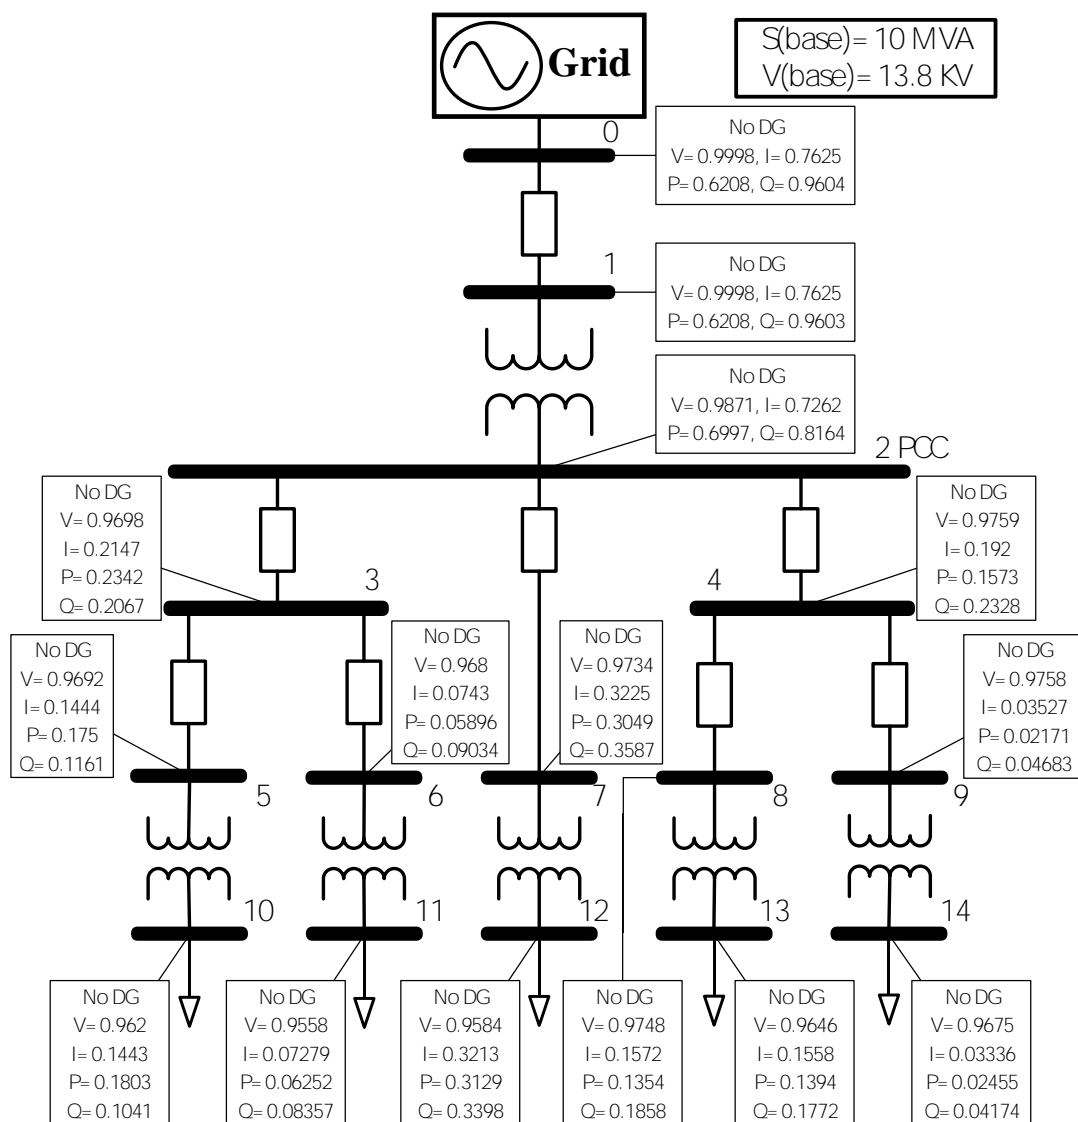 Grid
S(base)= 10 MVA
V(base)= 13.8 KV
0
No DG
V= 0.9998, I= 0.7625
P= 0.6208, Q= 0.9604
1
No DG
V= 0.9998, I= 0.7625
P= 0.6208, Q= 0.9603
No DG
V= 0.9871, I= 0.7262
P= 0.6997, Q= 0.8164
2 PCC
No DG
V= 0.9698
I= 0.2147
P= 0.2342
Q= 0.2067
No DG
V= 0.9759
I= 0.192
P= 0.1573
Q= 0.2328
3
4
No DG
V= 0.9692
I= 0.1444
P= 0.175
Q= 0.1161
No DG
V= 0.968
I= 0.0743
P= 0.05896
Q= 0.09034
No DG
V= 0.9734
I= 0.3225
P= 0.3049
Q= 0.3587
No DG
V= 0.9758
I= 0.03527
P= 0.02171
Q= 0.04683
5
6
7
8
9
10
11
12
13
14
No DG
V= 0.962
I= 0.1443
P= 0.1803
Q= 0.1041
No DG
V= 0.9558
I= 0.07279
P= 0.06252
Q= 0.08357
No DG
V= 0.9584
I= 0.3213
P= 0.3129
Q= 0.3398
No DG
V= 0.9748
I= 0.1572
P= 0.1354
Q= 0.1858
No DG
V= 0.9646
I= 0.1558
P= 0.1394
Q= 0.1772
No DG
V= 0.9675
I= 0.03336
P= 0.02455
Q= 0.04174